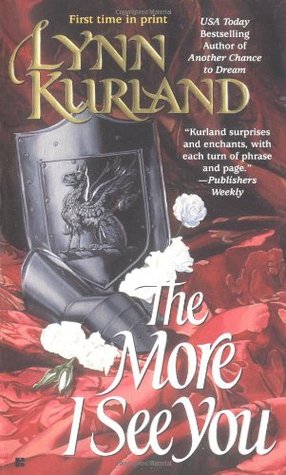 First time in print
LYNN
KURLAND
USA Today
Bestselling
Author of
Another Chance
to Dream
“Kurland surprises
and enchants, with
each turn of phrase
and page.”
—Publishers
Weekly
The
More
I See You